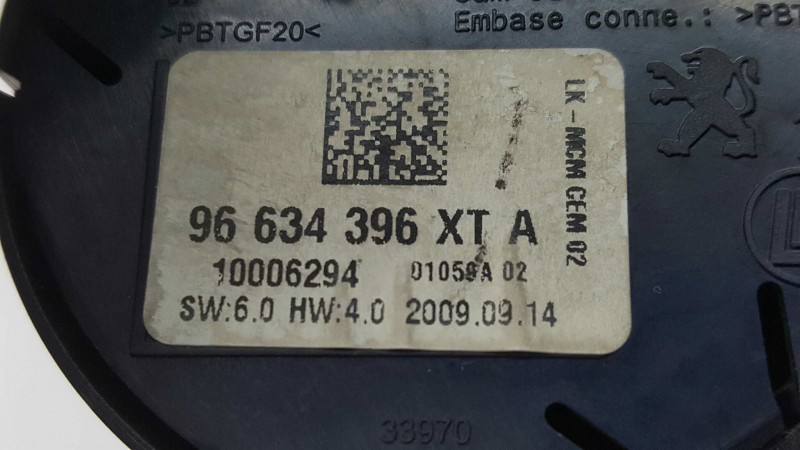 >PBTGF20<
Embase conne.: >PBT
LK - MCM CEM 02
96 634 396 XT A
10006294 01059A 02
SW:6.0 HW:4.0 2009.09.14
33970